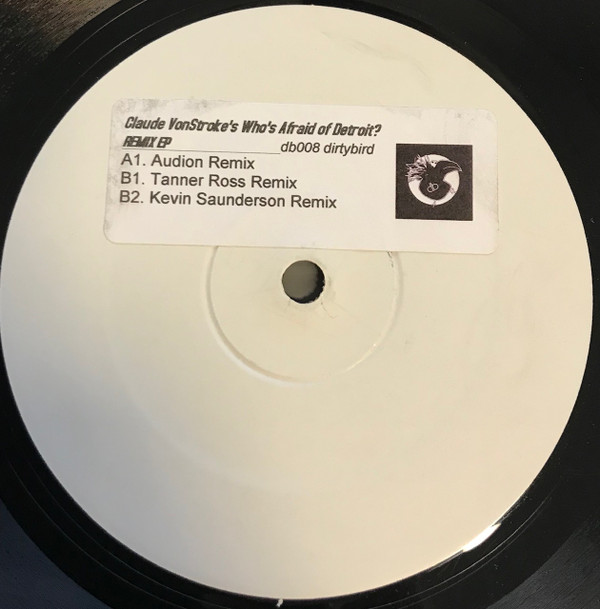 Claude VonStroke's Who's Afraid of Detroit?
REMIX EP
db008 dirtybird
A1. Audion Remix
B1. Tanner Ross Remix
B2. Kevin Saunderson Remix